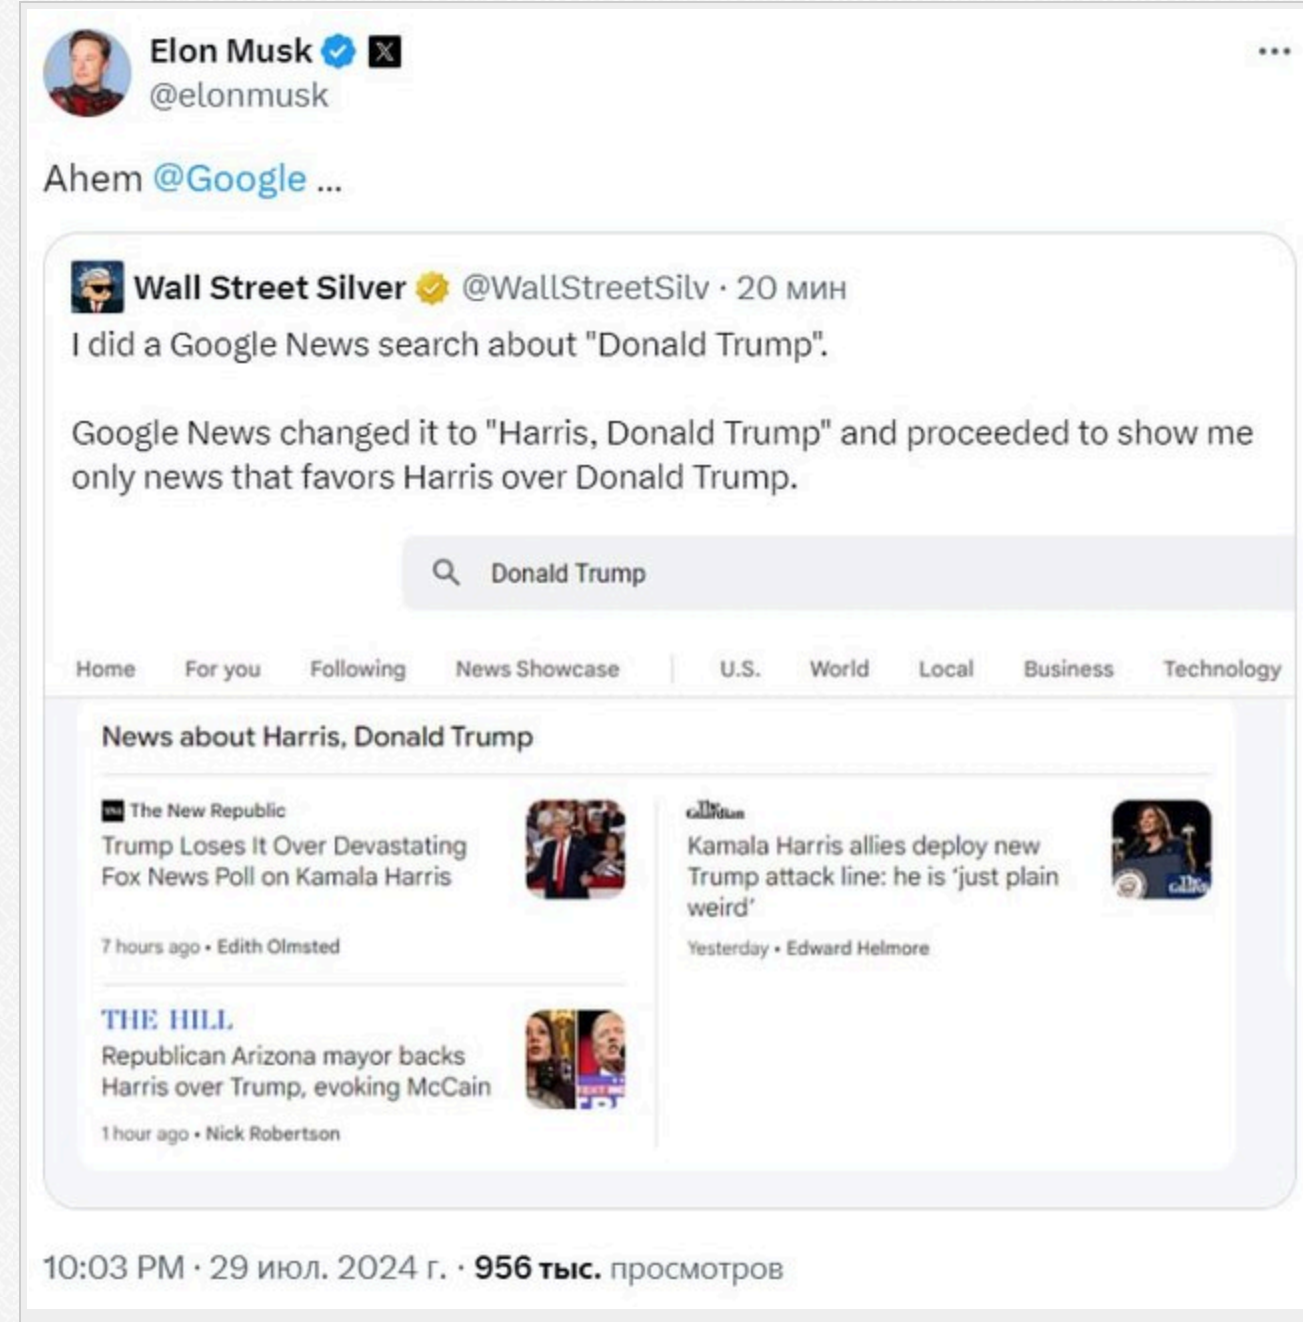 Elon Musk
@elonmusk
Ahem @Google ...
Wall Street Silver @WallStreetSilv · 20 мин
I did a Google News search about "Donald Trump".
Google News changed it to "Harris, Donald Trump" and proceeded to show me
only news that favors Harris over Donald Trump.
Donald Trump
Home For you Following News Showcase U.S. World Local Business Technology
News about Harris, Donald Trump
The New Republic
Trump Loses It Over Devastating
Fox News Poll on Kamala Harris
7 hours ago • Edith Olmsted
The Guardian
Kamala Harris allies deploy new
Trump attack line: he is ‘just plain
weird’
Yesterday • Edward Helmore
THE HILL
Republican Arizona mayor backs
Harris over Trump, evoking McCain
1 hour ago • Nick Robertson
10:03 PM · 29 июл. 2024 г. · 956 тыс. просмотров